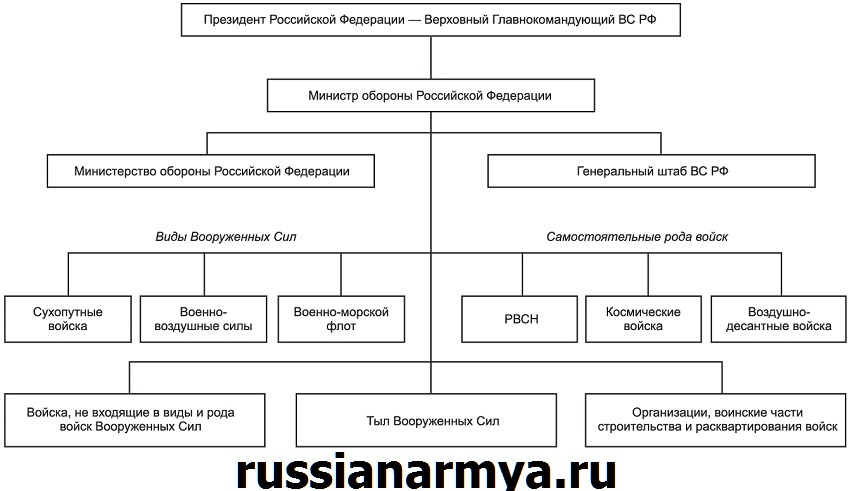 Президент Российской Федерации — Верховный Главнокомандующий ВС РФ
Министр обороны Российской Федерации
Министерство обороны Российской Федерации
Генеральный штаб ВС РФ
Виды Вооруженных Сил
Самостоятельные рода войск
Сухопутные
войска
Военно-
воздушные силы
Военно-морской
флот
РВСН
Космические
войска
Воздушно-
десантные войска
Войска, не входящие в виды и рода
войск Вооруженных Сил
Тыл Вооруженных Сил
Организации, воинские части
строительства и расквартирования войск
russianarmya.ru